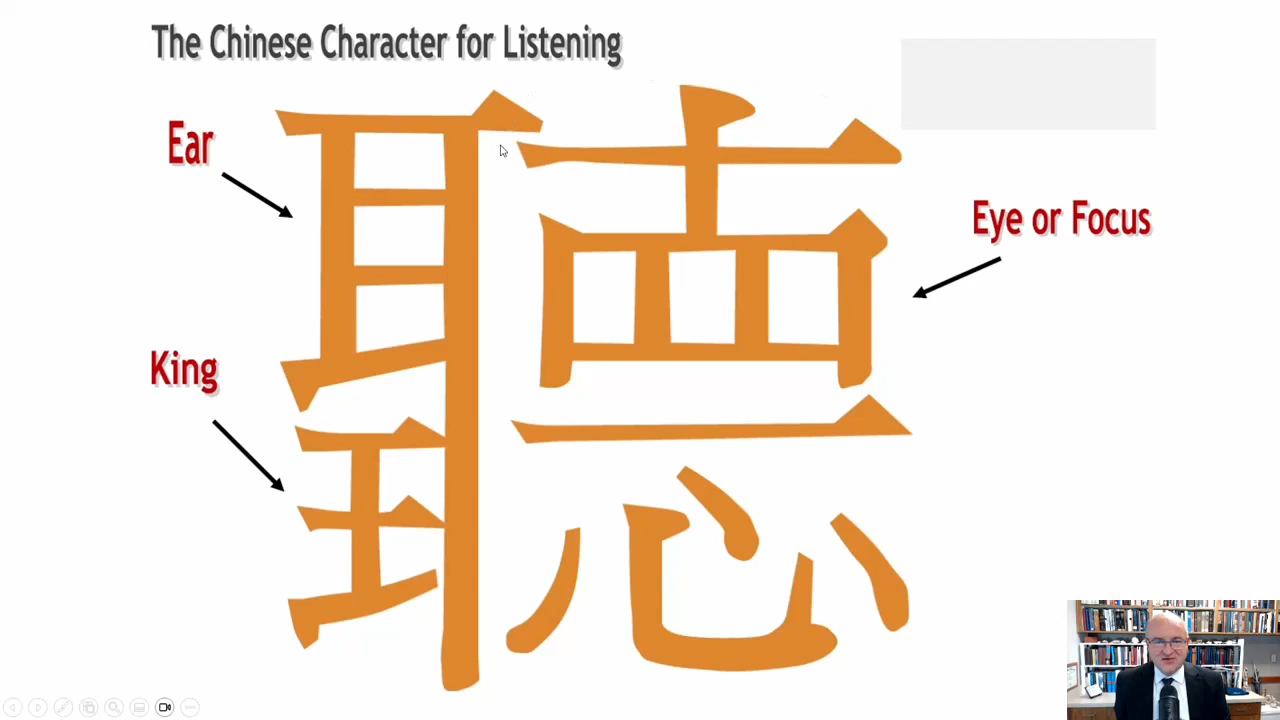 The Chinese Character for Listening
Ear
聽
Eye or Focus
King